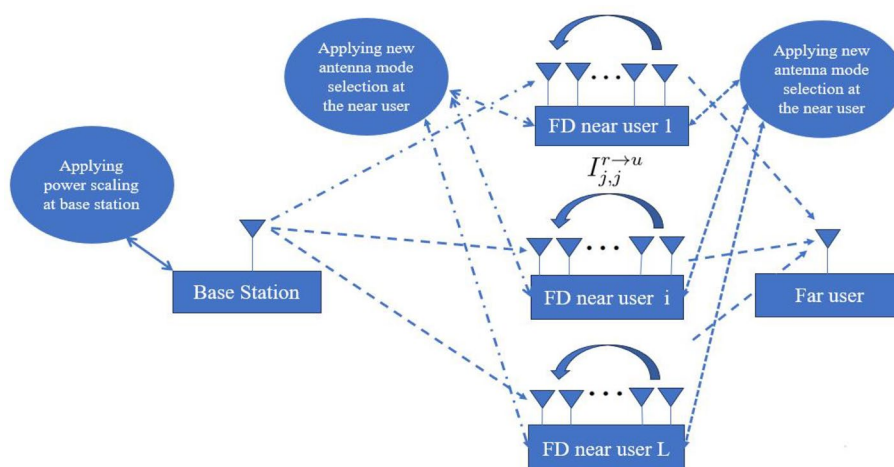 Applying new
antenna mode
selection at
the near user
Applying new
antenna mode
selection at
the near user
FD near user 1
Applying
power scaling
at base station
I_{j,j}^{r→u}
Base Station
FD near user i
Far user
FD near user L